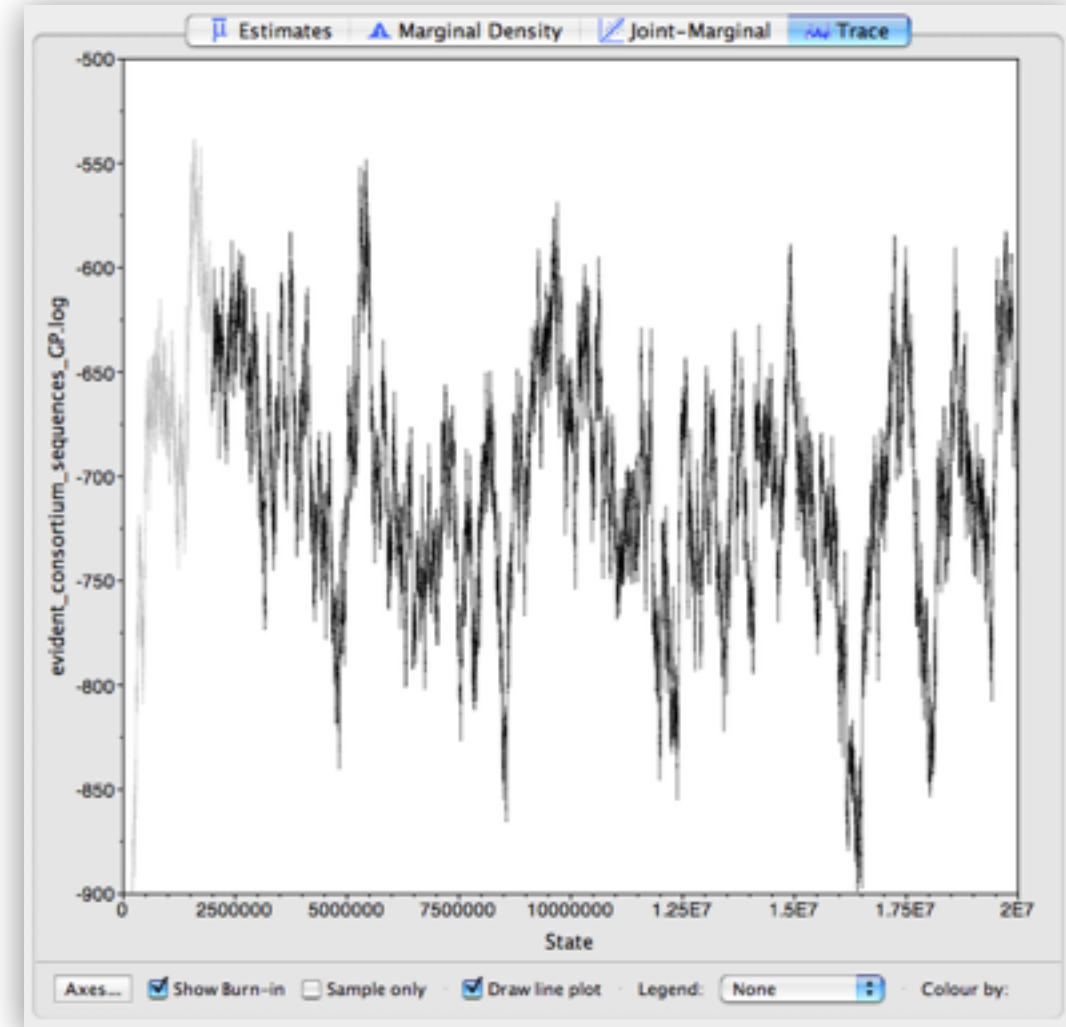 Estimates Marginal Density Joint-Marginal Trace
-500
-550
-600
-650
-700
-750
-800
-850
-900
evident_consortium_sequences_GP.log
0 2500000 5000000 7500000 10000000 1.25E7 1.5E7 1.75E7 2E7
State
Axes... Show Burn-in Sample only Draw line plot Legend: None Colour by: